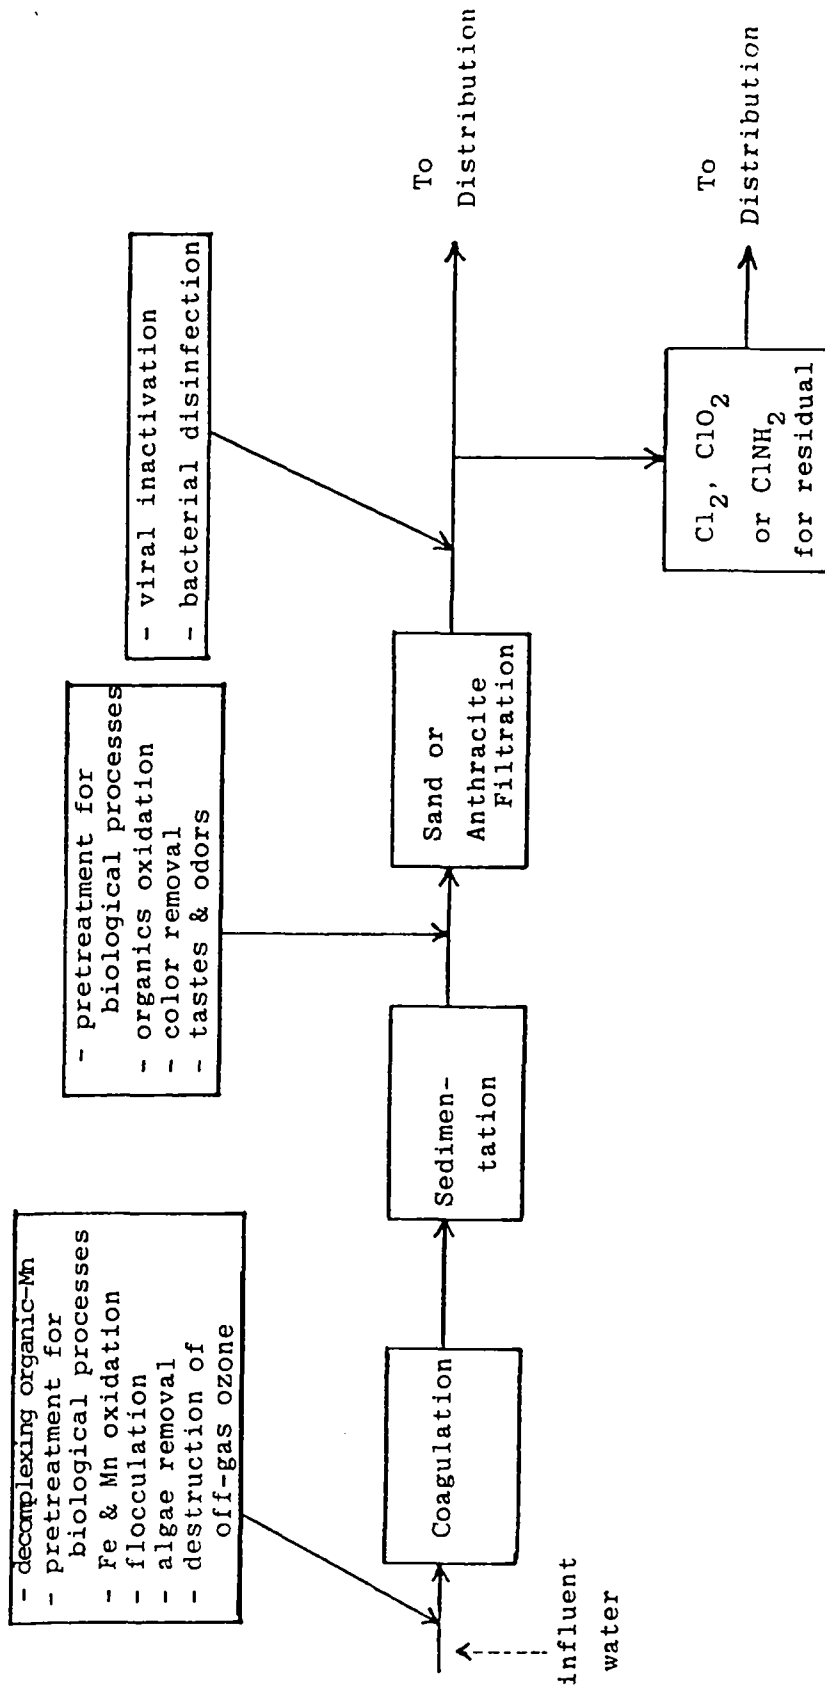 - decomplexing organic-Mn
- pretreatment for
biological processes
- Fe & Mn oxidation
- flocculation
- algae removal
- destruction of
off-gas ozone
- pretreatment for
biological processes
- organics oxidation
- color removal
- tastes & odors
- viral inactivation
- bacterial disinfection
influent
water
Coagulation
Sedimen-
tation
Sand or
Anthracite
Filtration
To
Distribution
Cl2, ClO2
or ClNH2
for residual
To
Distribution